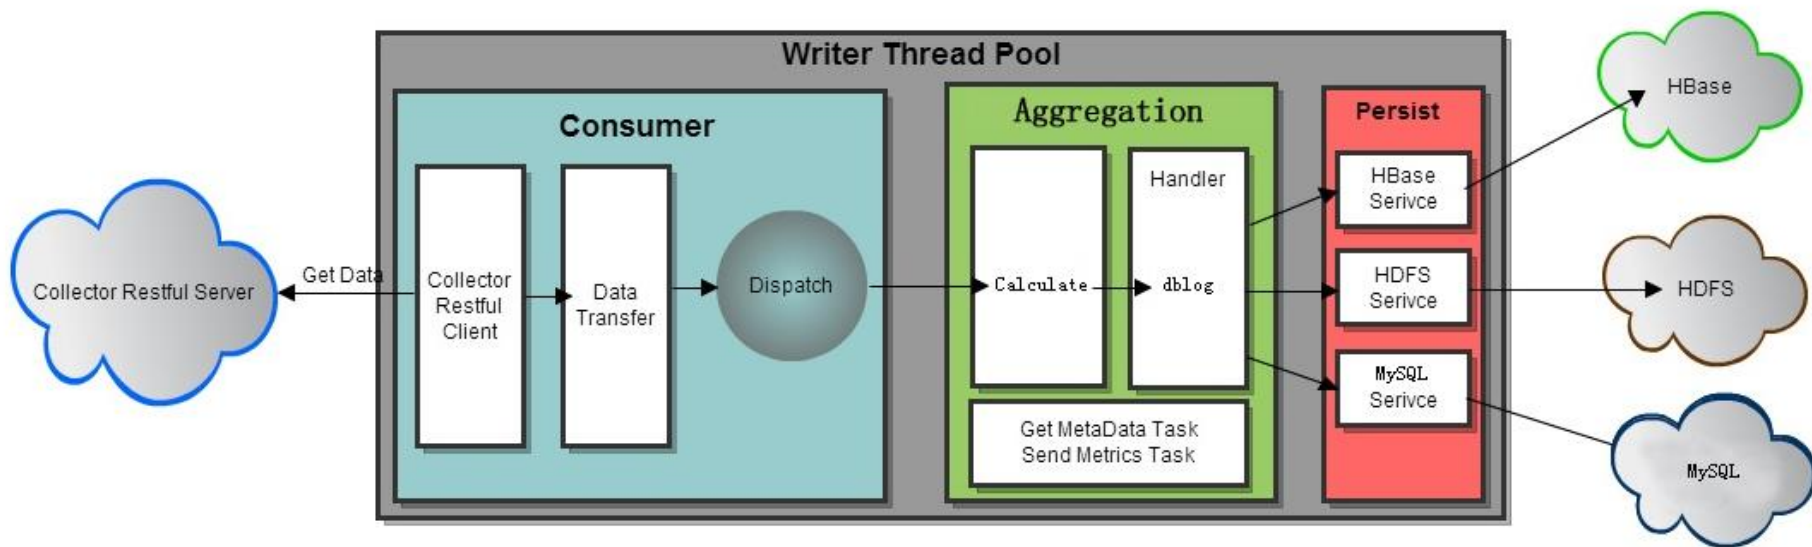 Writer Thread Pool
Collector Restful Server
Get Data
Consumer
Collector
Restful
Client
Data
Transfer
Dispatch
Aggregation
Calculate
Handler
dblog
Get MetaData Task
Send Metrics Task
Persist
HBase
Serivce
HDFS
Serivce
MySQL
Serivce
HBase
HDFS
MySQL